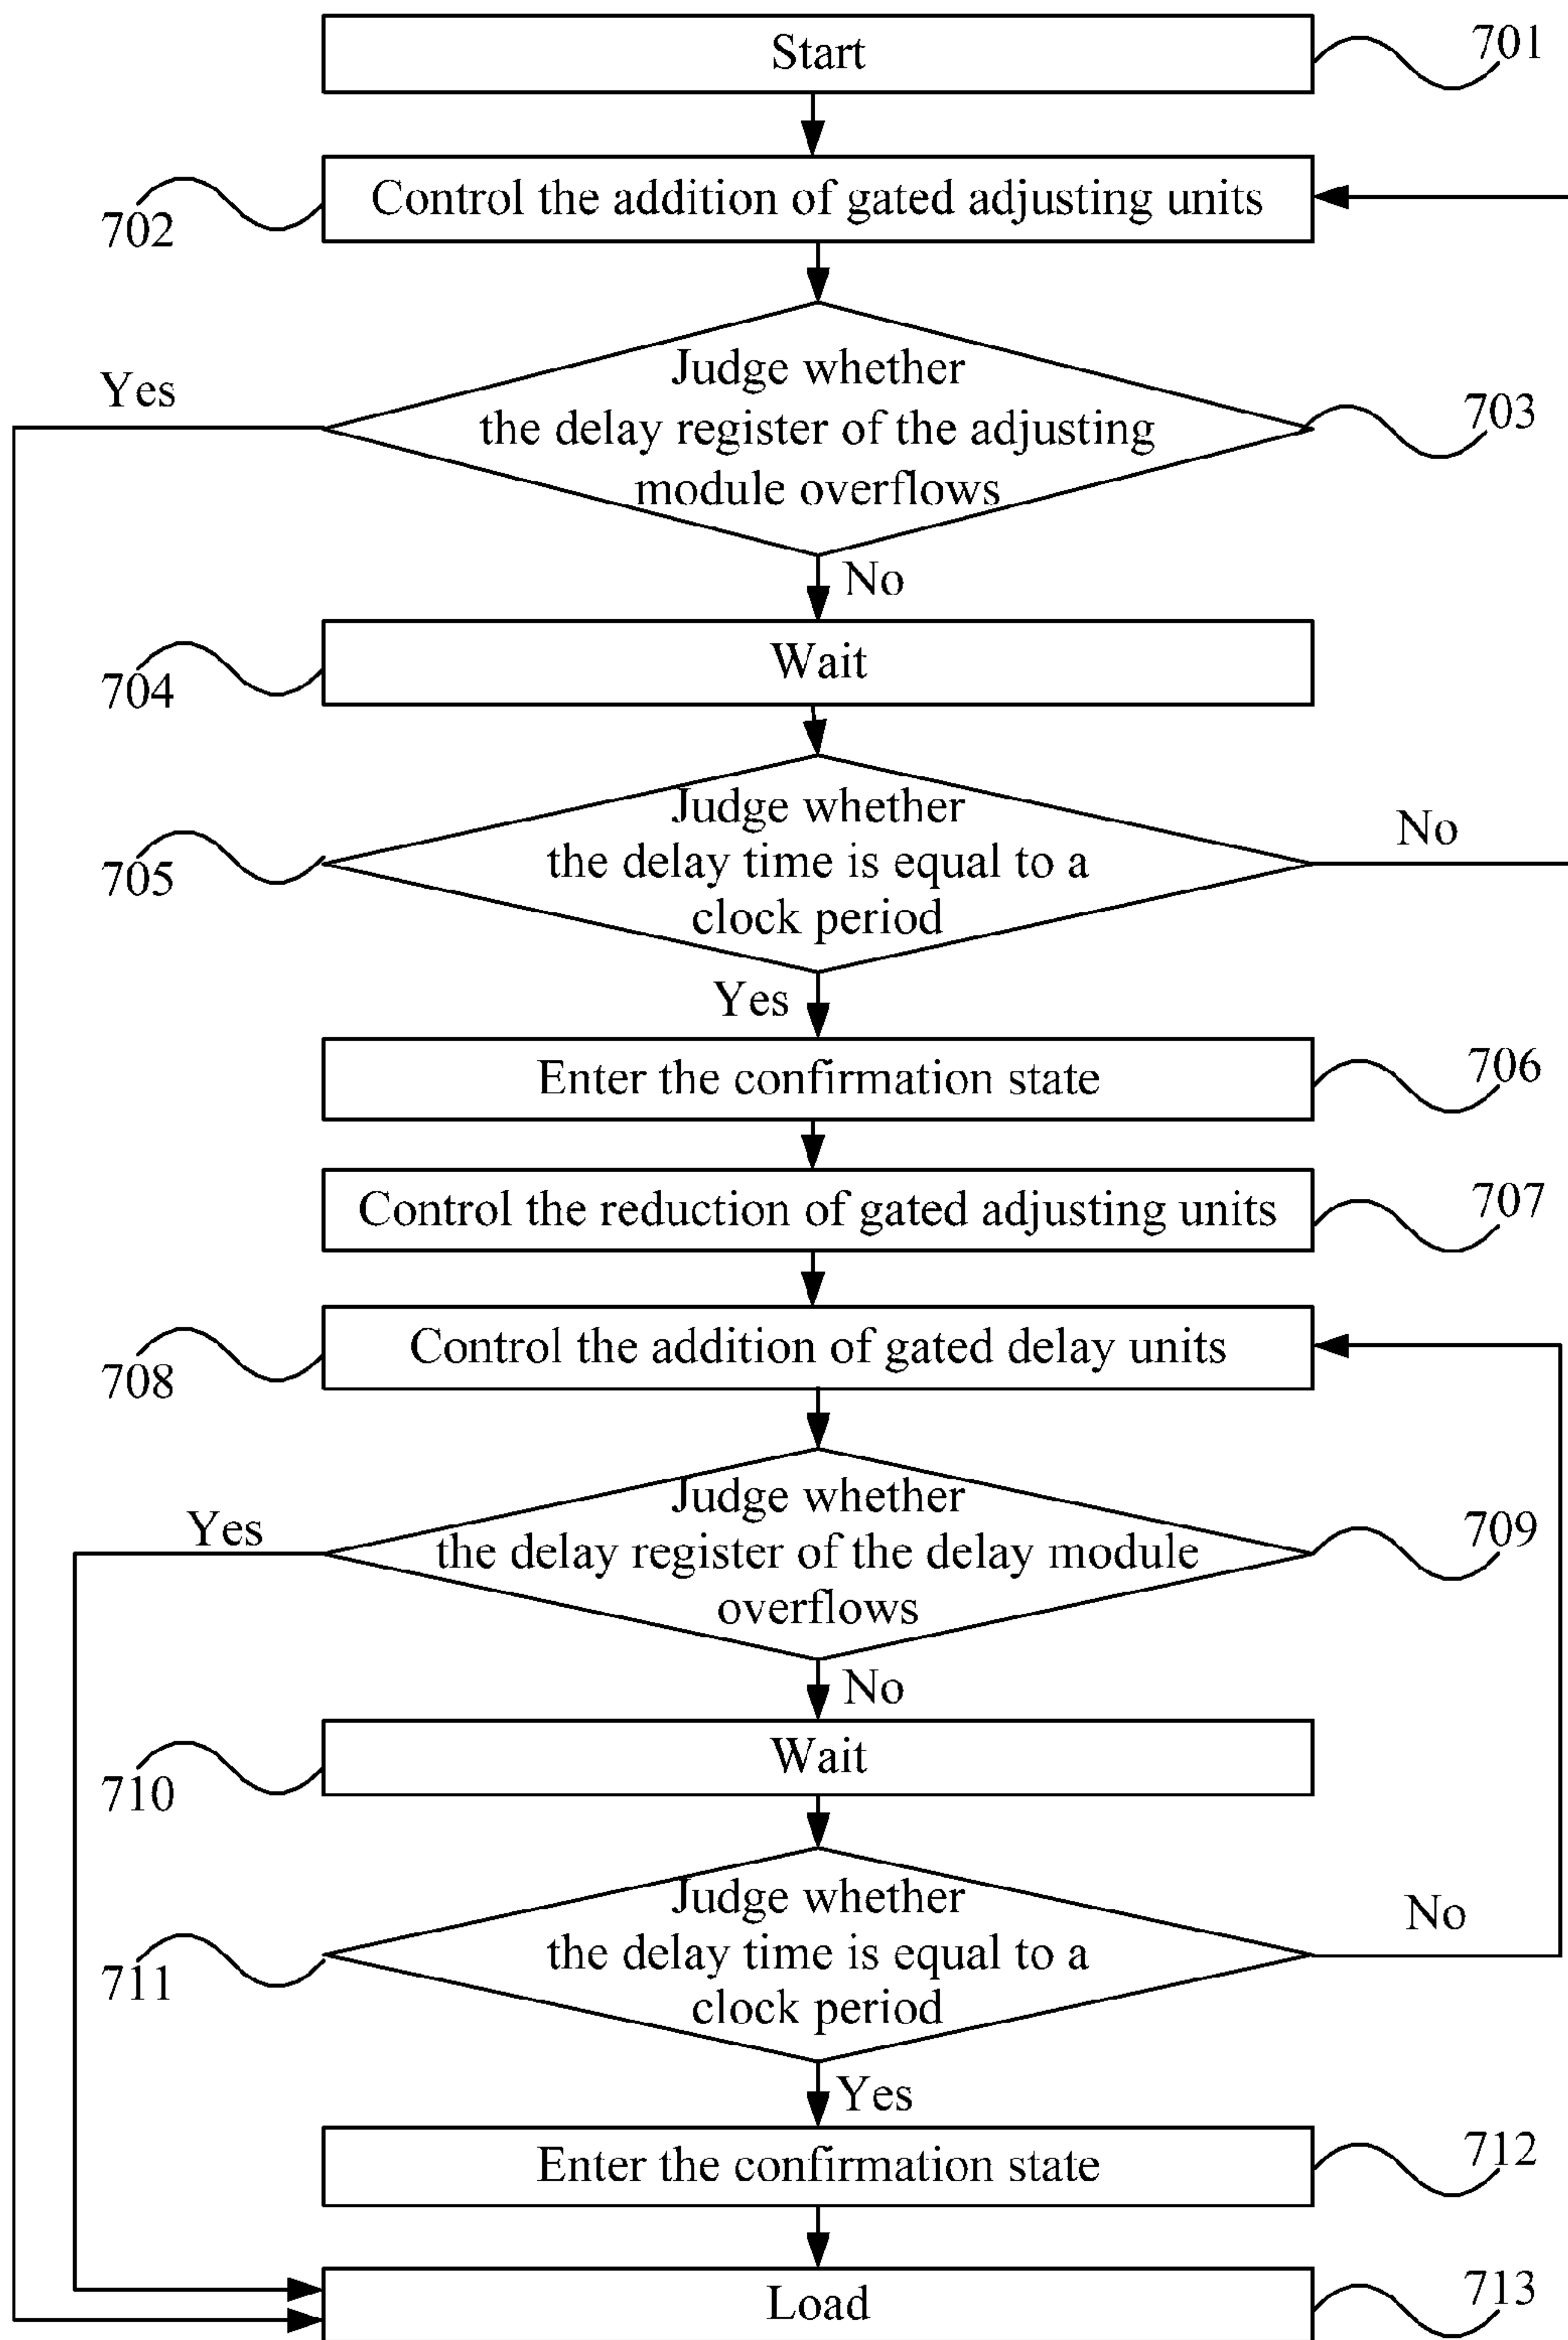 Start
701
Control the addition of gated adjusting units
702
Judge whether
the delay register of the adjusting
module overflows
Yes
703
No
Wait
704
Judge whether
the delay time is equal to a
clock period
No
705
Yes
Enter the confirmation state
706
Control the reduction of gated adjusting units
707
Control the addition of gated delay units
708
Judge whether
the delay register of the delay module
overflows
Yes
709
No
Wait
710
Judge whether
the delay time is equal to a
clock period
No
711
Yes
Enter the confirmation state
712
Load
713